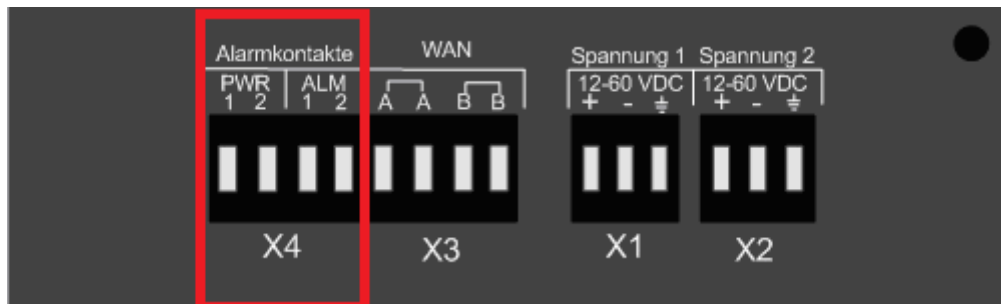 Alarmkontakte WAN Spannung 1 Spannung 2
PWR ALM 12-60 VDC 12-60 VDC
1 2 1 2 A A B B + - ⏚ + - ⏚
X4 X3 X1 X2